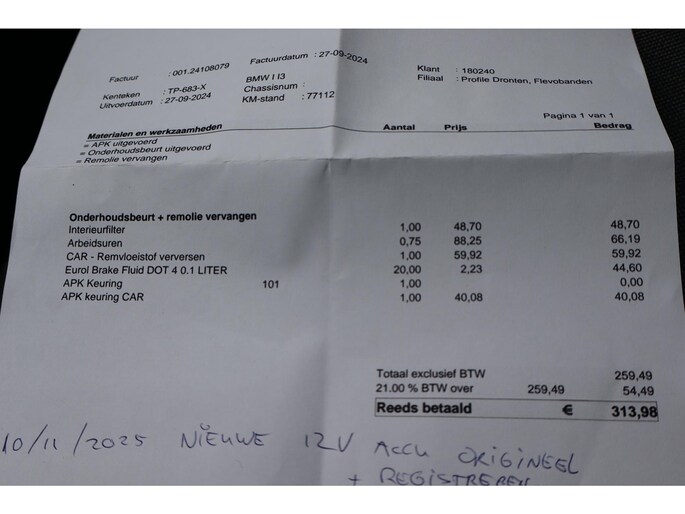 Factuur : 001.24108079 Factuurdatum : 27-09-2024 Klant : 180240
Kenteken : TP-683-X BMW I I3 Filiaal : Profile Dronten, Flevobanden
Uitvoerdatum : 27-09-2024 Chassisnum :
KM-stand : 77112
Pagina 1 van 1
Materialen en werkzaamheden Aantal Prijs Bedrag
= APK uitgevoerd
= Onderhoudsbeurt uitgevoerd
= Remolie vervangen
Onderhoudsbeurt + remolie vervangen
Interieurfilter 1,00 48,70 48,70
Arbeidsuren 0,75 88,25 66,19
CAR - Remvloeistof verversen 1,00 59,92 59,92
Eurol Brake Fluid DOT 4 0.1 LITER 20,00 2,23 44,60
APK Keuring 101 1,00 0,00
APK keuring CAR 1,00 40,08 40,08
Totaal exclusief BTW 259,49
21.00 % BTW over 259,49 54,49
Reeds betaald € 313,98
10/11/2025 NIEUWE 12V ACCU ORIGINEEL
+ REGISTREREN